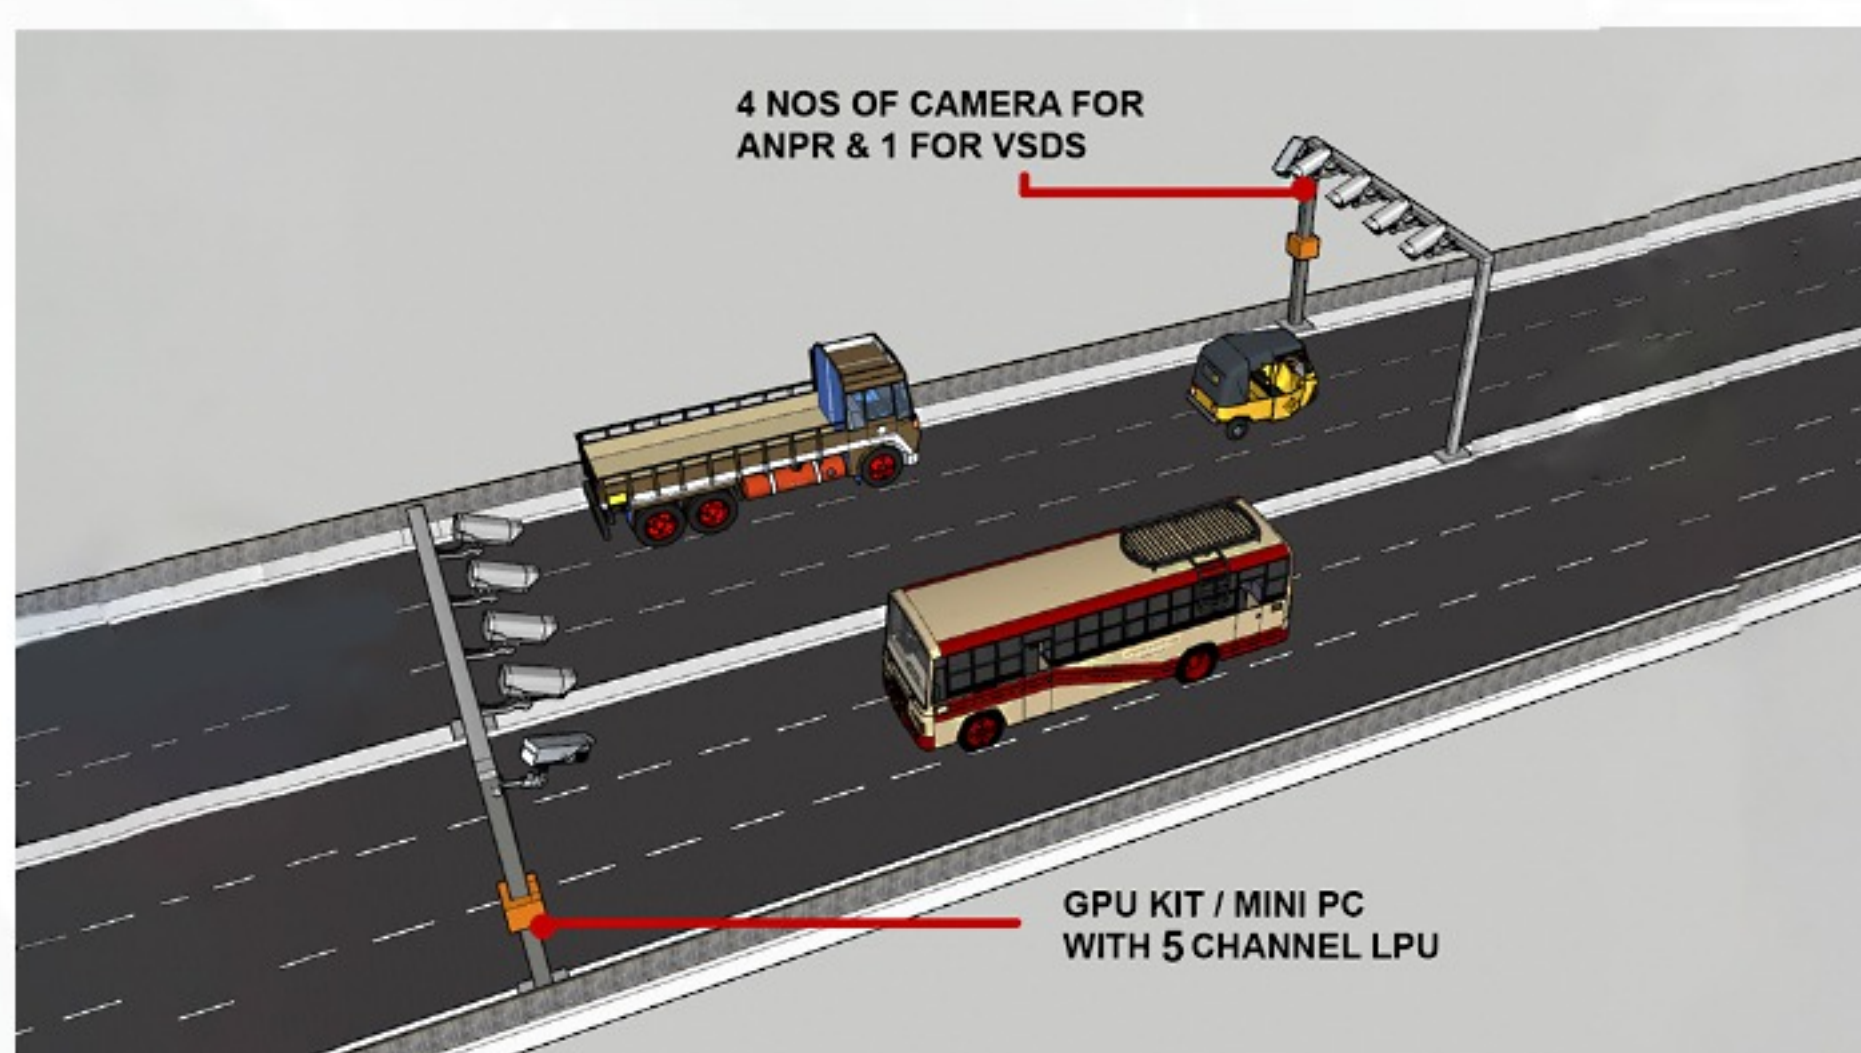 4 NOS OF CAMERA FOR
ANPR & 1 FOR VSDS
GPU KIT / MINI PC
WITH 5 CHANNEL LPU